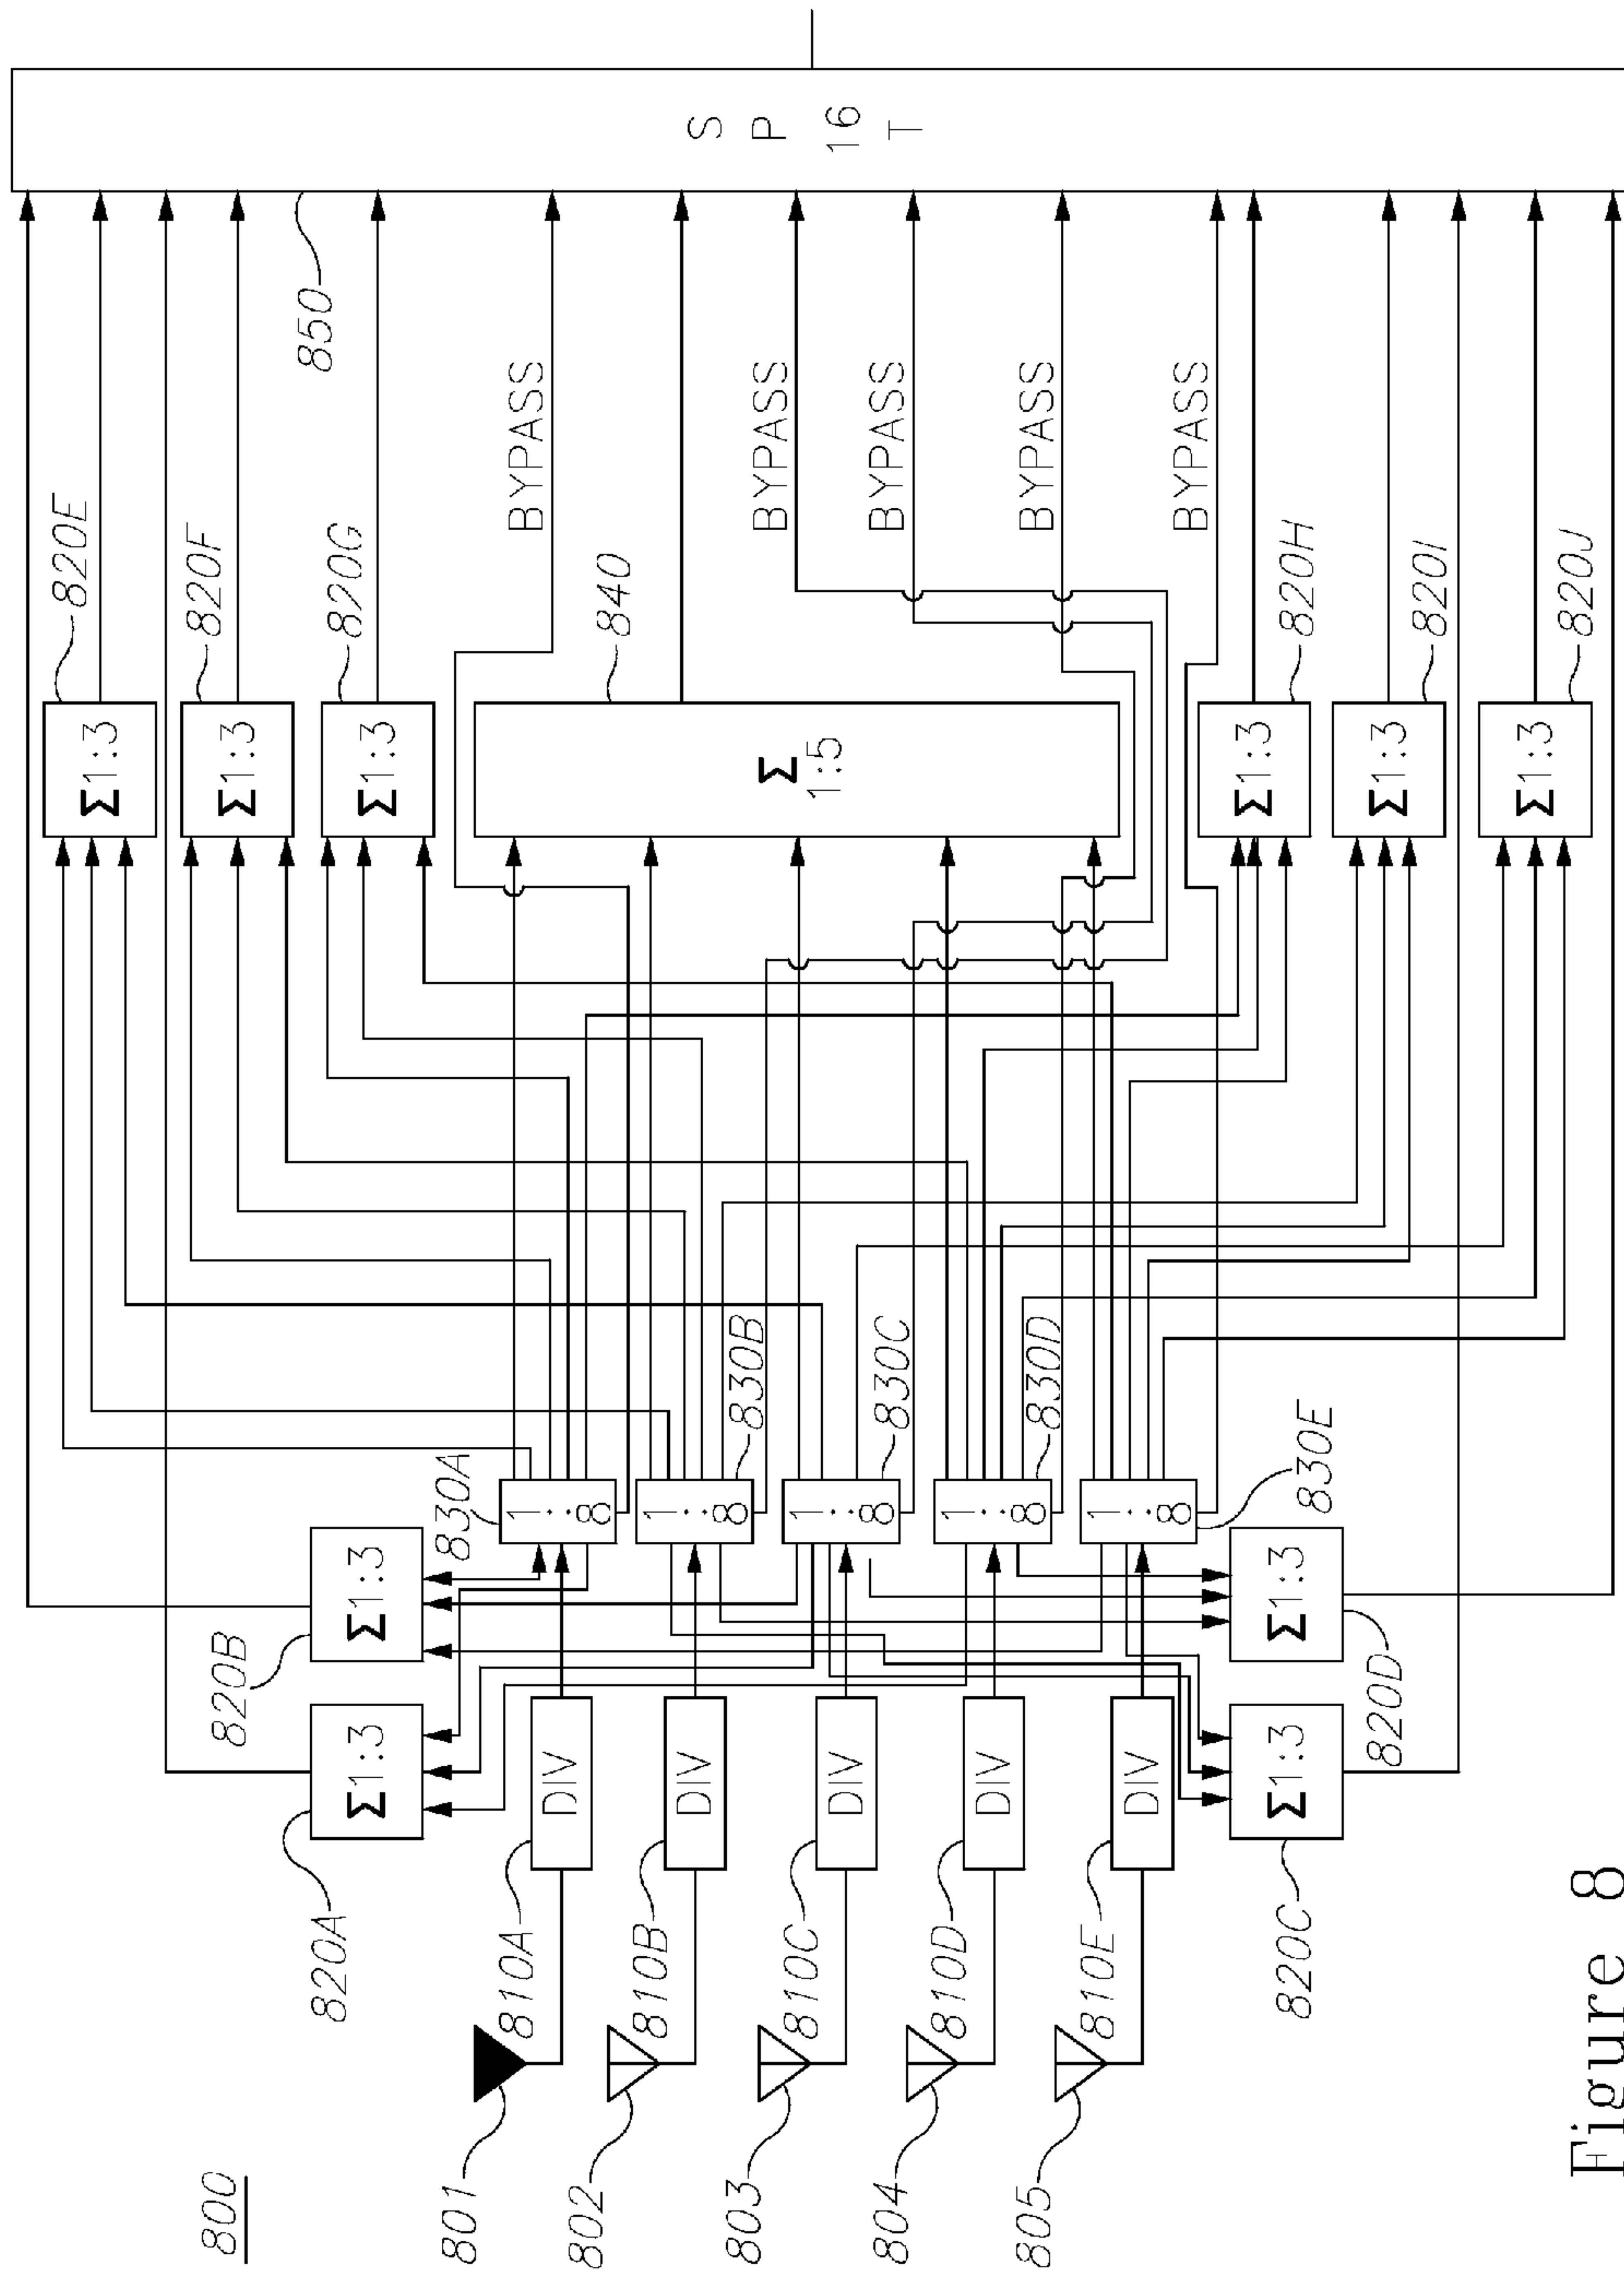 800
801
802
803
804
805
810A
810B
810C
810D
810E
DIV
DIV
DIV
DIV
DIV
820A
Σ1:3
820B
Σ1:3
820C
Σ1:3
820D
Σ1:3
830A
1:8
830B
1:8
830C
1:8
830D
1:8
830E
1:8
820E
Σ1:3
820F
Σ1:3
820G
Σ1:3
840
Σ
1:5
820H
Σ1:3
820I
Σ1:3
820J
Σ1:3
BYPASS
BYPASS
BYPASS
BYPASS
BYPASS
850
S
P
16
T
Figure 8